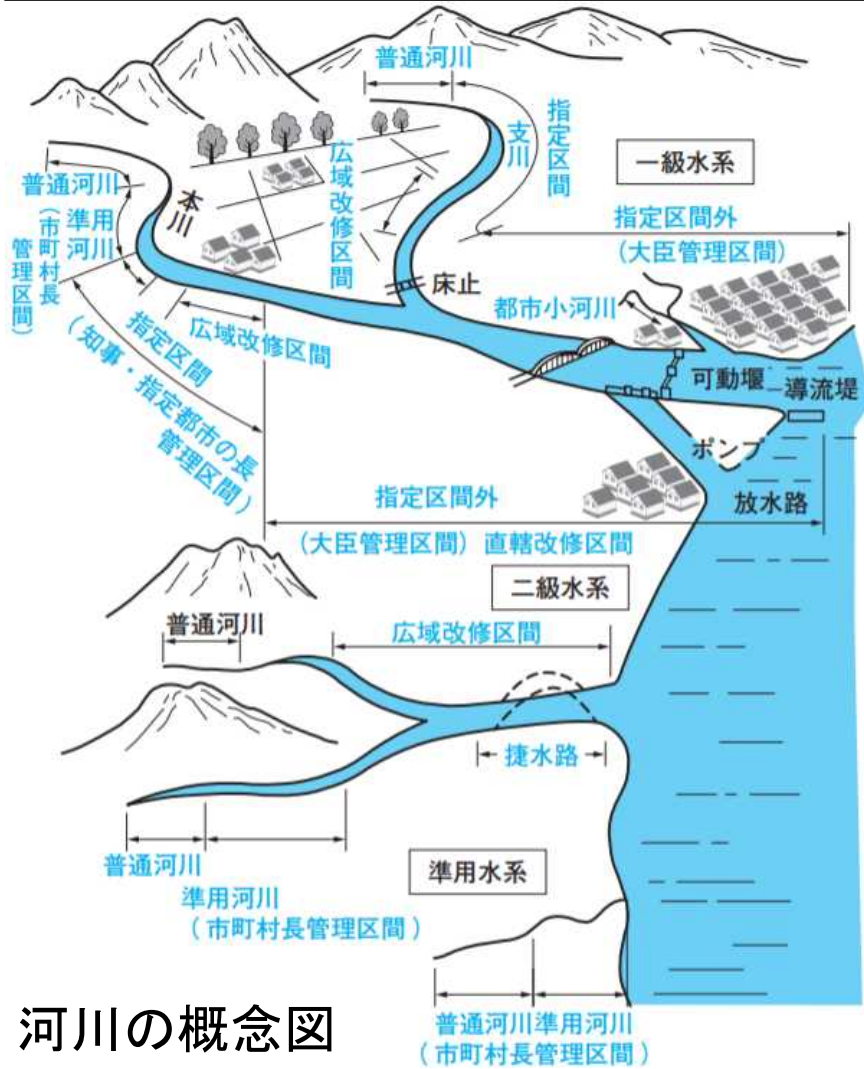 普通河川
指定区間
支川
一級水系
広域改修区間
普通河川
本川
準用河川
（市町村長管理区間）
指定区間外
（大臣管理区間）
床止
都市小河川
指定区間
（知事・指定都市の長管理区間）
広域改修区間
可動堰
導流堤
ポンプ
放水路
指定区間外
（大臣管理区間）直轄改修区間
二級水系
普通河川
広域改修区間
捷水路
普通河川
準用河川
（市町村長管理区間）
準用水系
普通河川準用河川
（市町村長管理区間）
河川の概念図